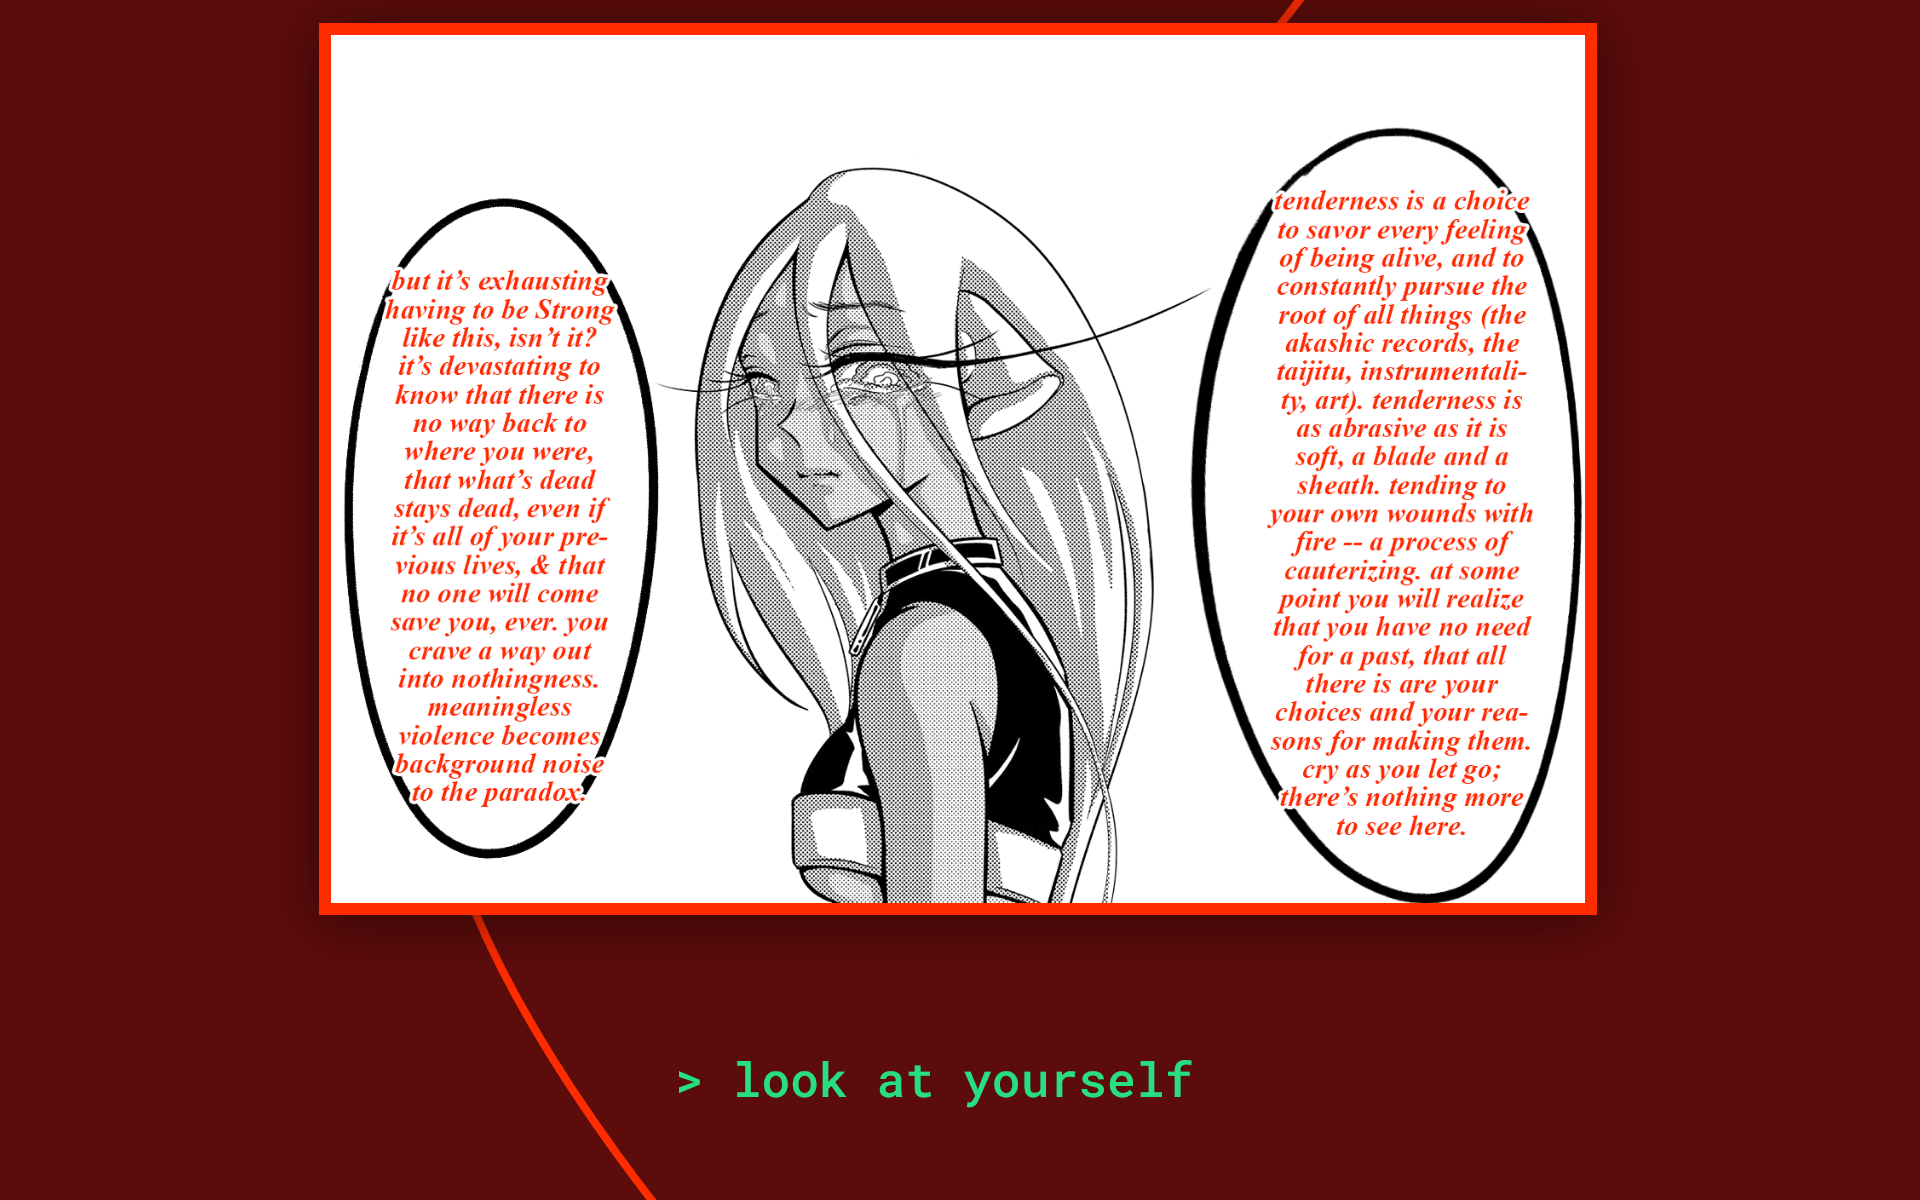 but it's exhausting
having to be Strong
like this, isn't it?
it's devastating to
know that there is
no way back to
where you were,
that what's dead
stays dead, even if
it's all of your pre-
vious lives, & that
no one will come
save you, ever. you
crave a way out
into nothingness.
meaningless
violence becomes
background noise
to the paradox.
tenderness is a choice
to savor every feeling
of being alive, and to
constantly pursue the
root of all things (the
akashic records, the
taijitu, instrumentali-
ty, art). tenderness is
as abrasive as it is
soft, a blade and a
sheath. tending to
your own wounds with
fire -- a process of
cauterizing. at some
point you will realize
that you have no need
for a past, that all
there is are your
choices and your rea-
sons for making them.
cry as you let go;
there's nothing more
to see here.
> look at yourself